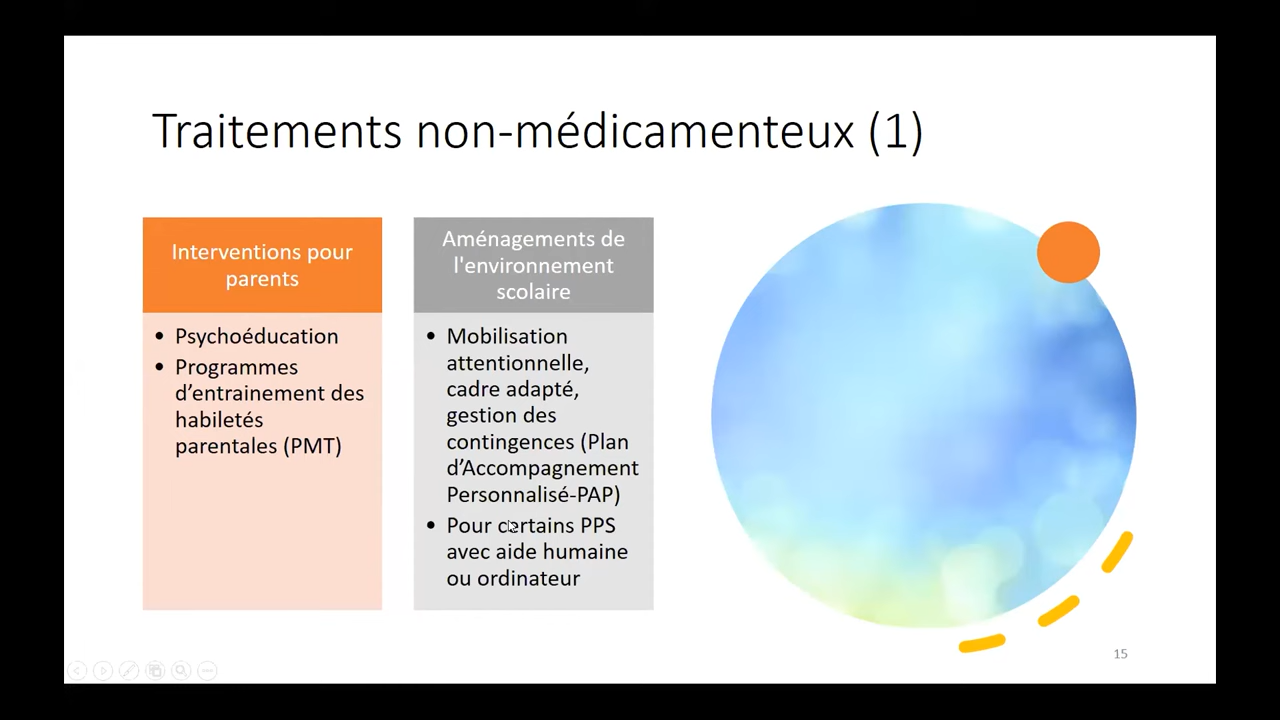 Traitements non-médicamenteux (1)
Interventions pour
parents
• Psychoéducation
• Programmes
d’entrainement des
habiletés
parentales (PMT)
Aménagements de
l'environnement
scolaire
• Mobilisation
attentionnelle,
cadre adapté,
gestion des
contingences (Plan
d’Accompagnement
Personnalisé-PAP)
• Pour certains PPS
avec aide humaine
ou ordinateur
15